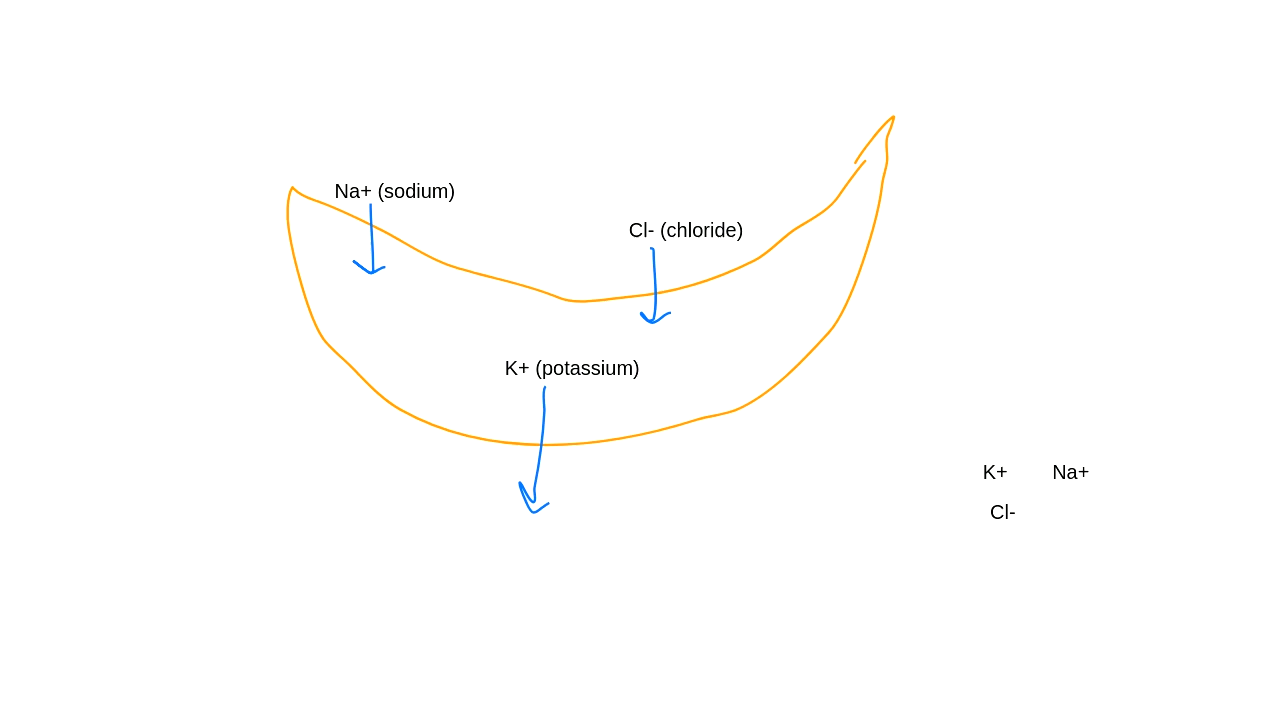 Na+ (sodium)
Cl- (chloride)
K+ (potassium)
K+ Na+
Cl-